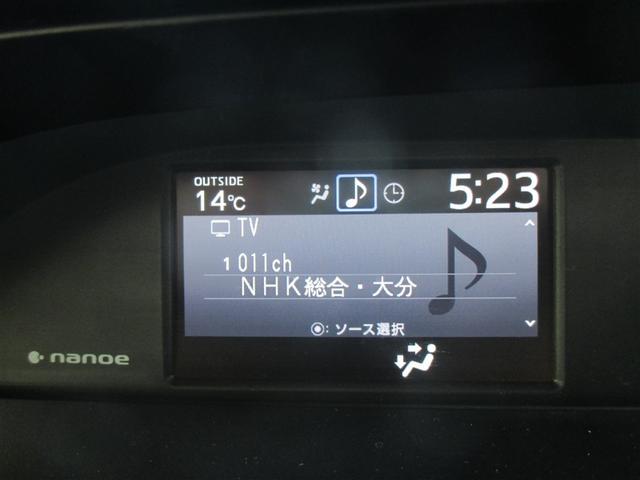 OUTSIDE
14℃
5:23
TV
1 011ch
NHK総合・大分
◉: ソース選択
nanoe